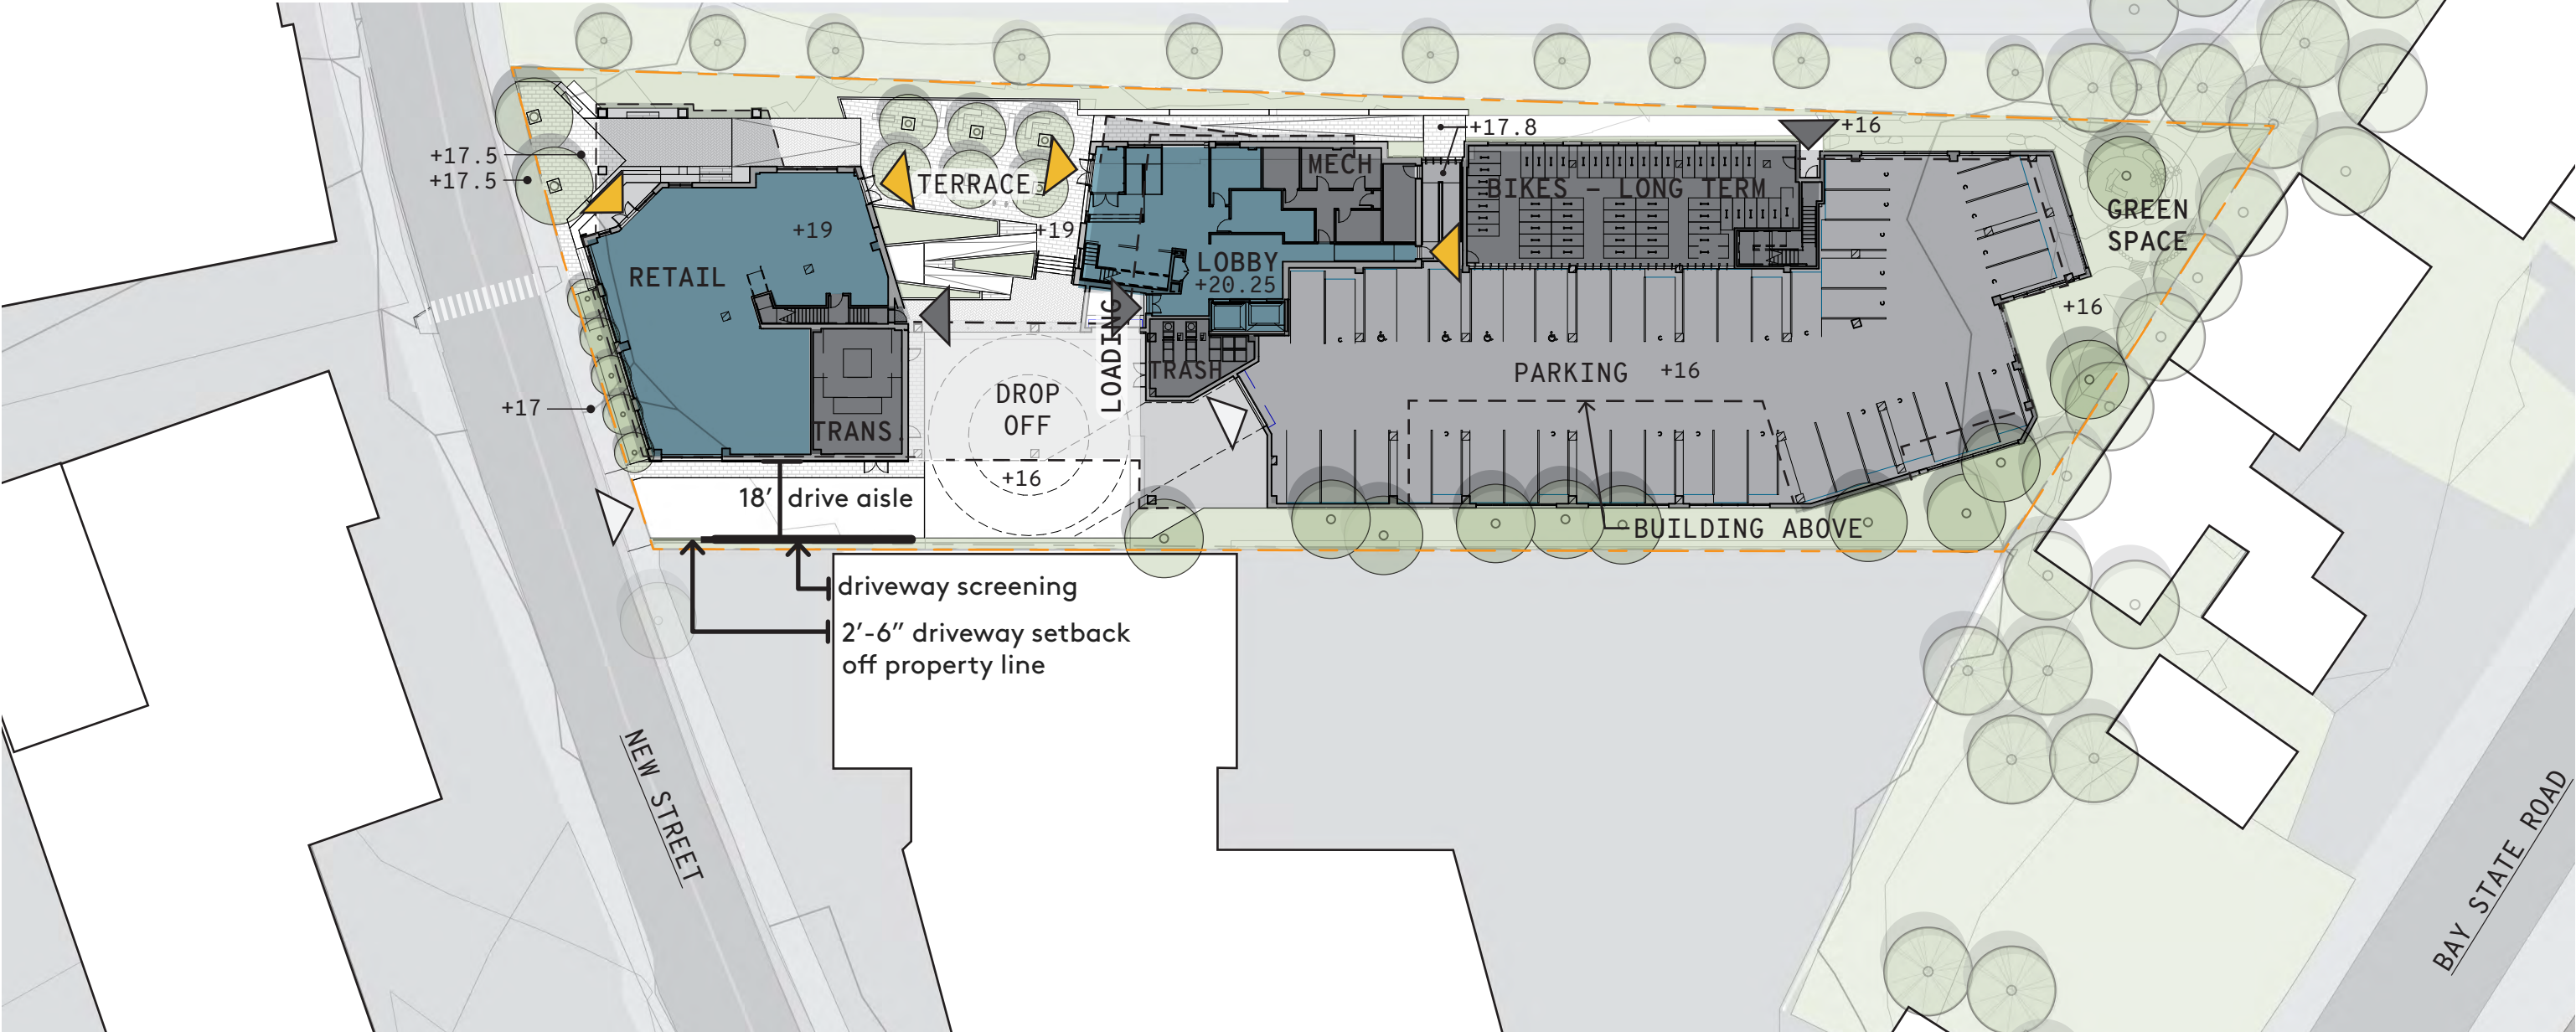 +17.8
+16
+17.5
+17.5
TERRACE
MECH
BIKES – LONG TERM
GREEN
SPACE
+19
+19
RETAIL
LOBBY
+20.25
LOADING
+16
TRASH
PARKING +16
DROP
OFF
+17
TRANS.
+16
18' drive aisle
BUILDING ABOVE
driveway screening
2'-6" driveway setback
off property line
NEW STREET
BAY STATE ROAD